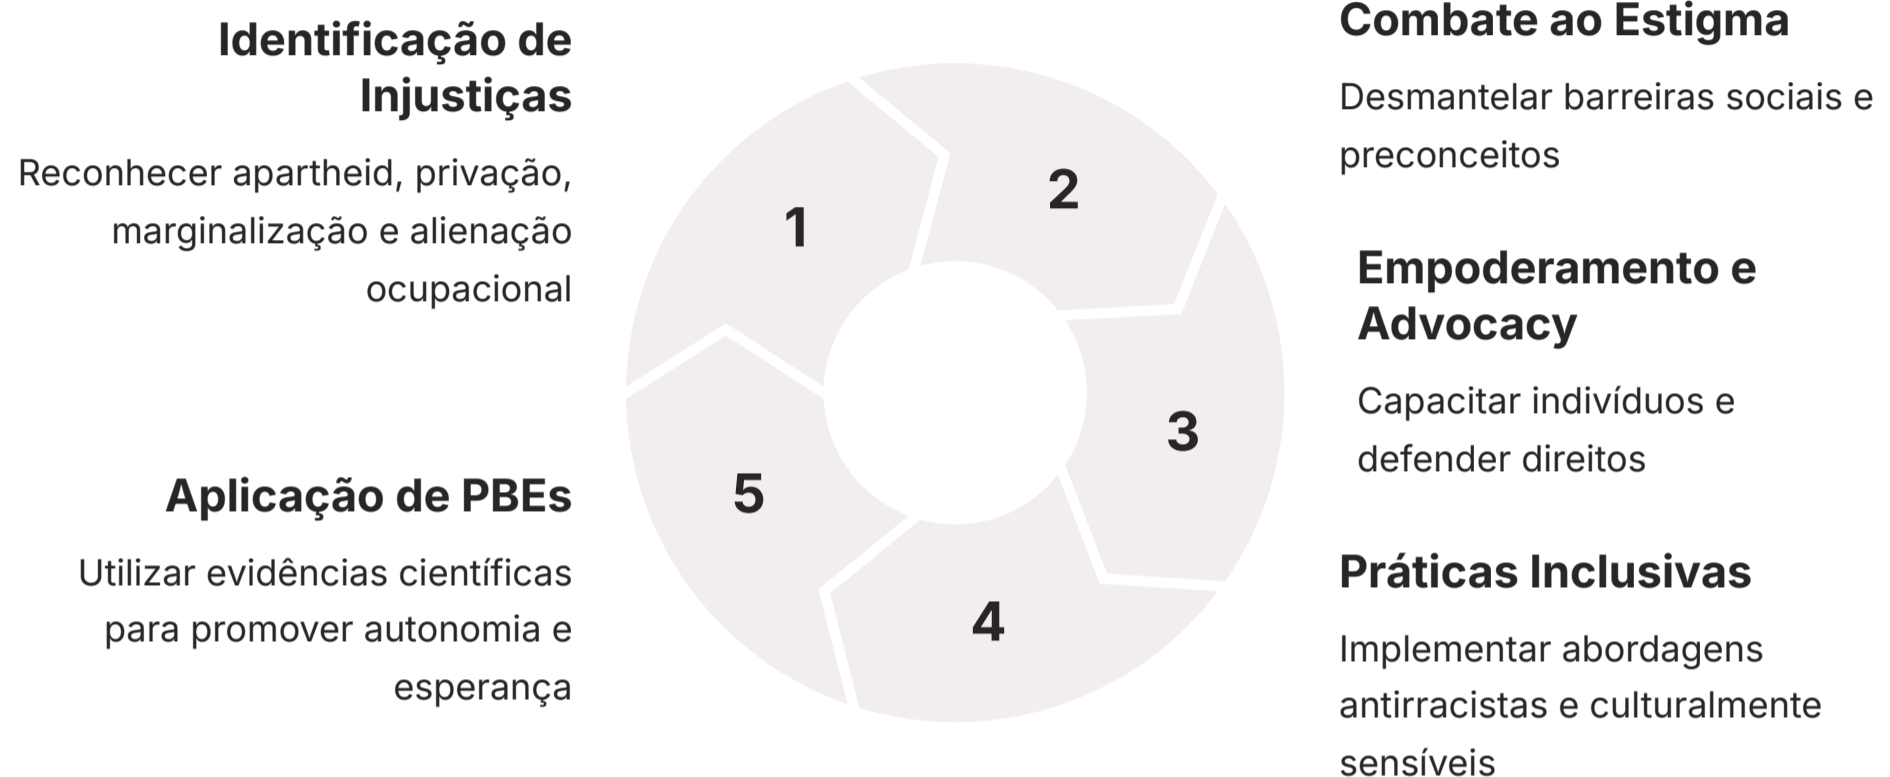 Identificação de
Injustiças
Reconhecer apartheid, privação,
marginalização e alienação
ocupacional
1
Combate ao Estigma
Desmantelar barreiras sociais e
preconceitos
2
Empoderamento e
Advocacy
Capacitar indivíduos e
defender direitos
3
Práticas Inclusivas
Implementar abordagens
antirracistas e culturalmente
sensíveis
4
Aplicação de PBEs
Utilizar evidências científicas
para promover autonomia e
esperança
5